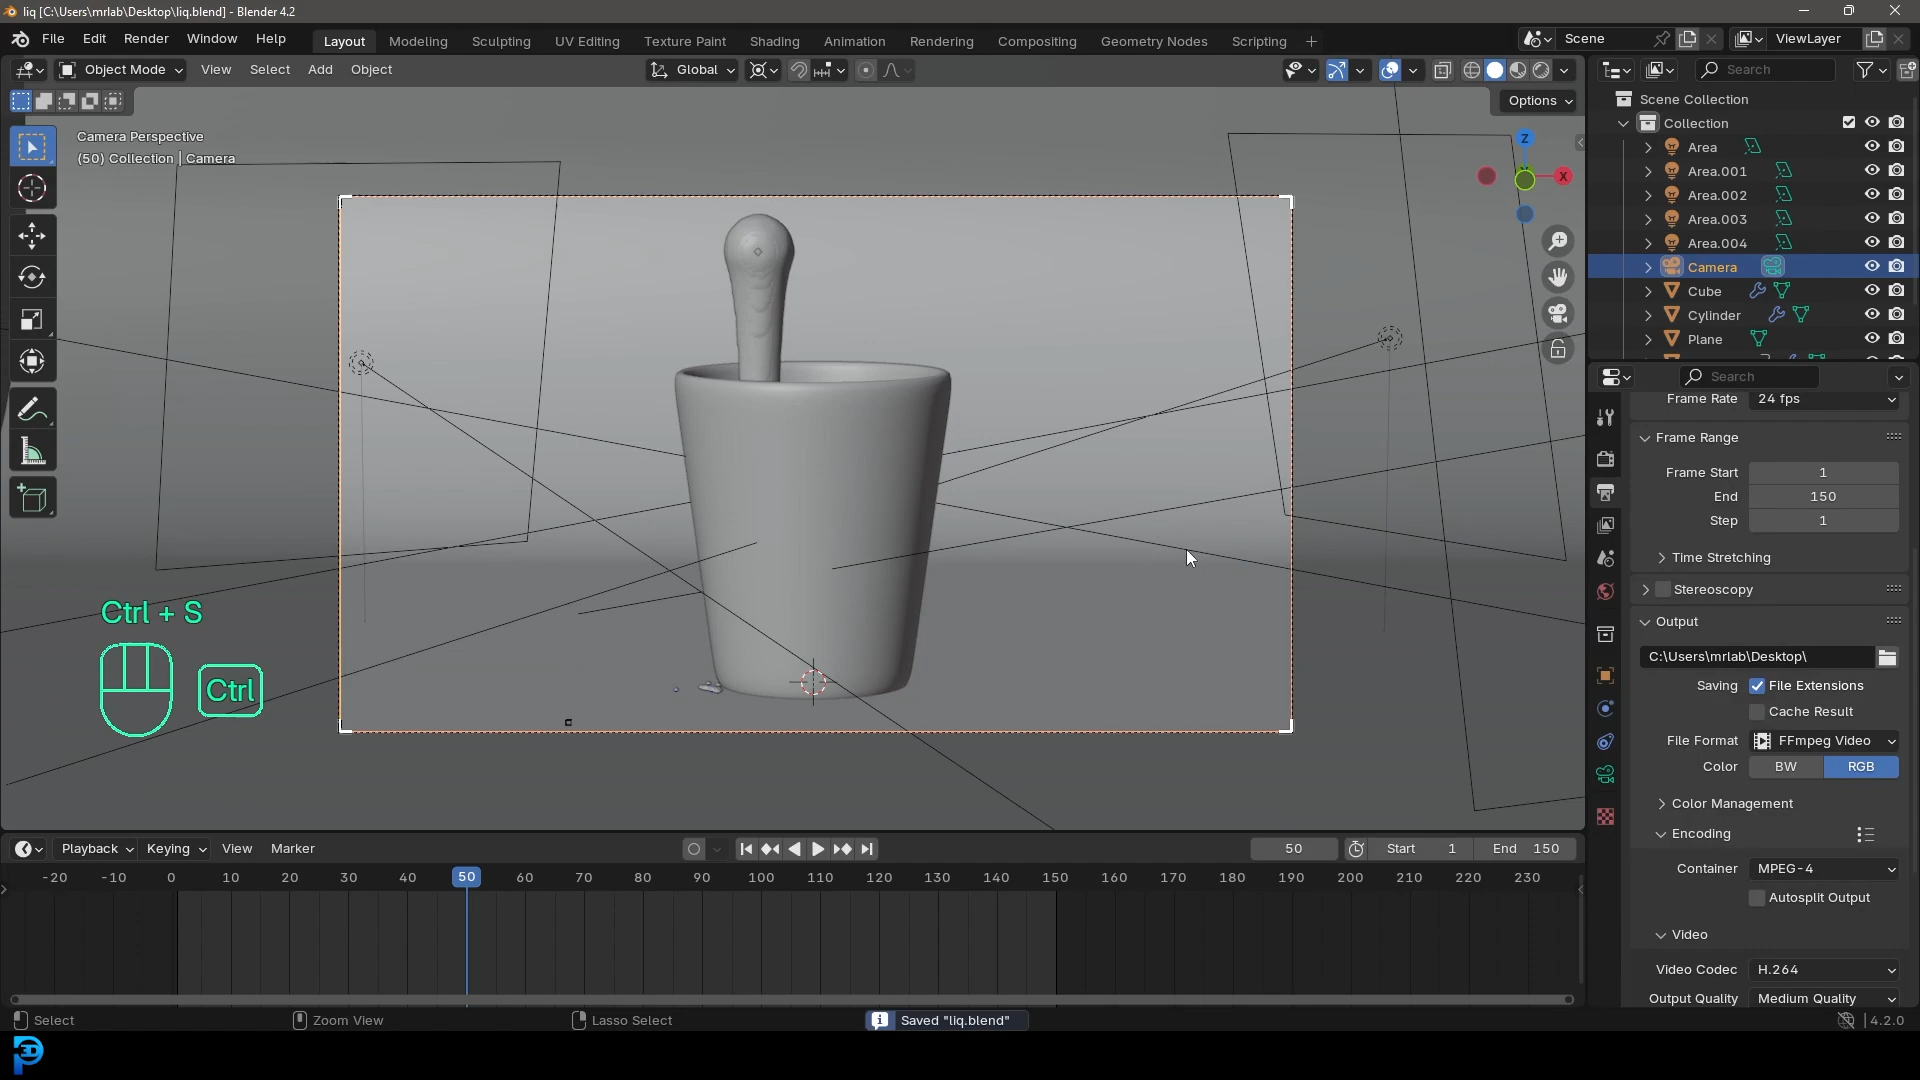 liq [C:\Users\mrlab\Desktop\liq.blend] - Blender 4.2
File Edit Render Window Help
Layout Modeling Sculpting UV Editing Texture Paint Shading Animation Rendering Compositing Geometry Nodes Scripting +
Scene
ViewLayer
Object Mode View Select Add Object
Global
Search
Options
Camera Perspective
(50) Collection | Camera
Z
X
Scene Collection
Collection
Area
Area.001
Area.002
Area.003
Area.004
Camera
Cube
Cylinder
Plane
Search
Frame Rate 24 fps
Frame Range
Frame Start 1
End 150
Step 1
Time Stretching
Stereoscopy
Output
C:\Users\mrlab\Desktop\
Saving File Extensions
Cache Result
File Format FFmpeg Video
Color BW RGB
Color Management
Encoding
Container MPEG-4
Autosplit Output
Video
Video Codec H.264
Output Quality Medium Quality
Ctrl + S
Ctrl
Playback Keying View Marker
50
Start 1 End 150
-20 -10 0 10 20 30 40 50 60 70 80 90 100 110 120 130 140 150 160 170 180 190 200 210 220 230
Select
Zoom View
Lasso Select
Saved "liq.blend"
4.2.0
3D